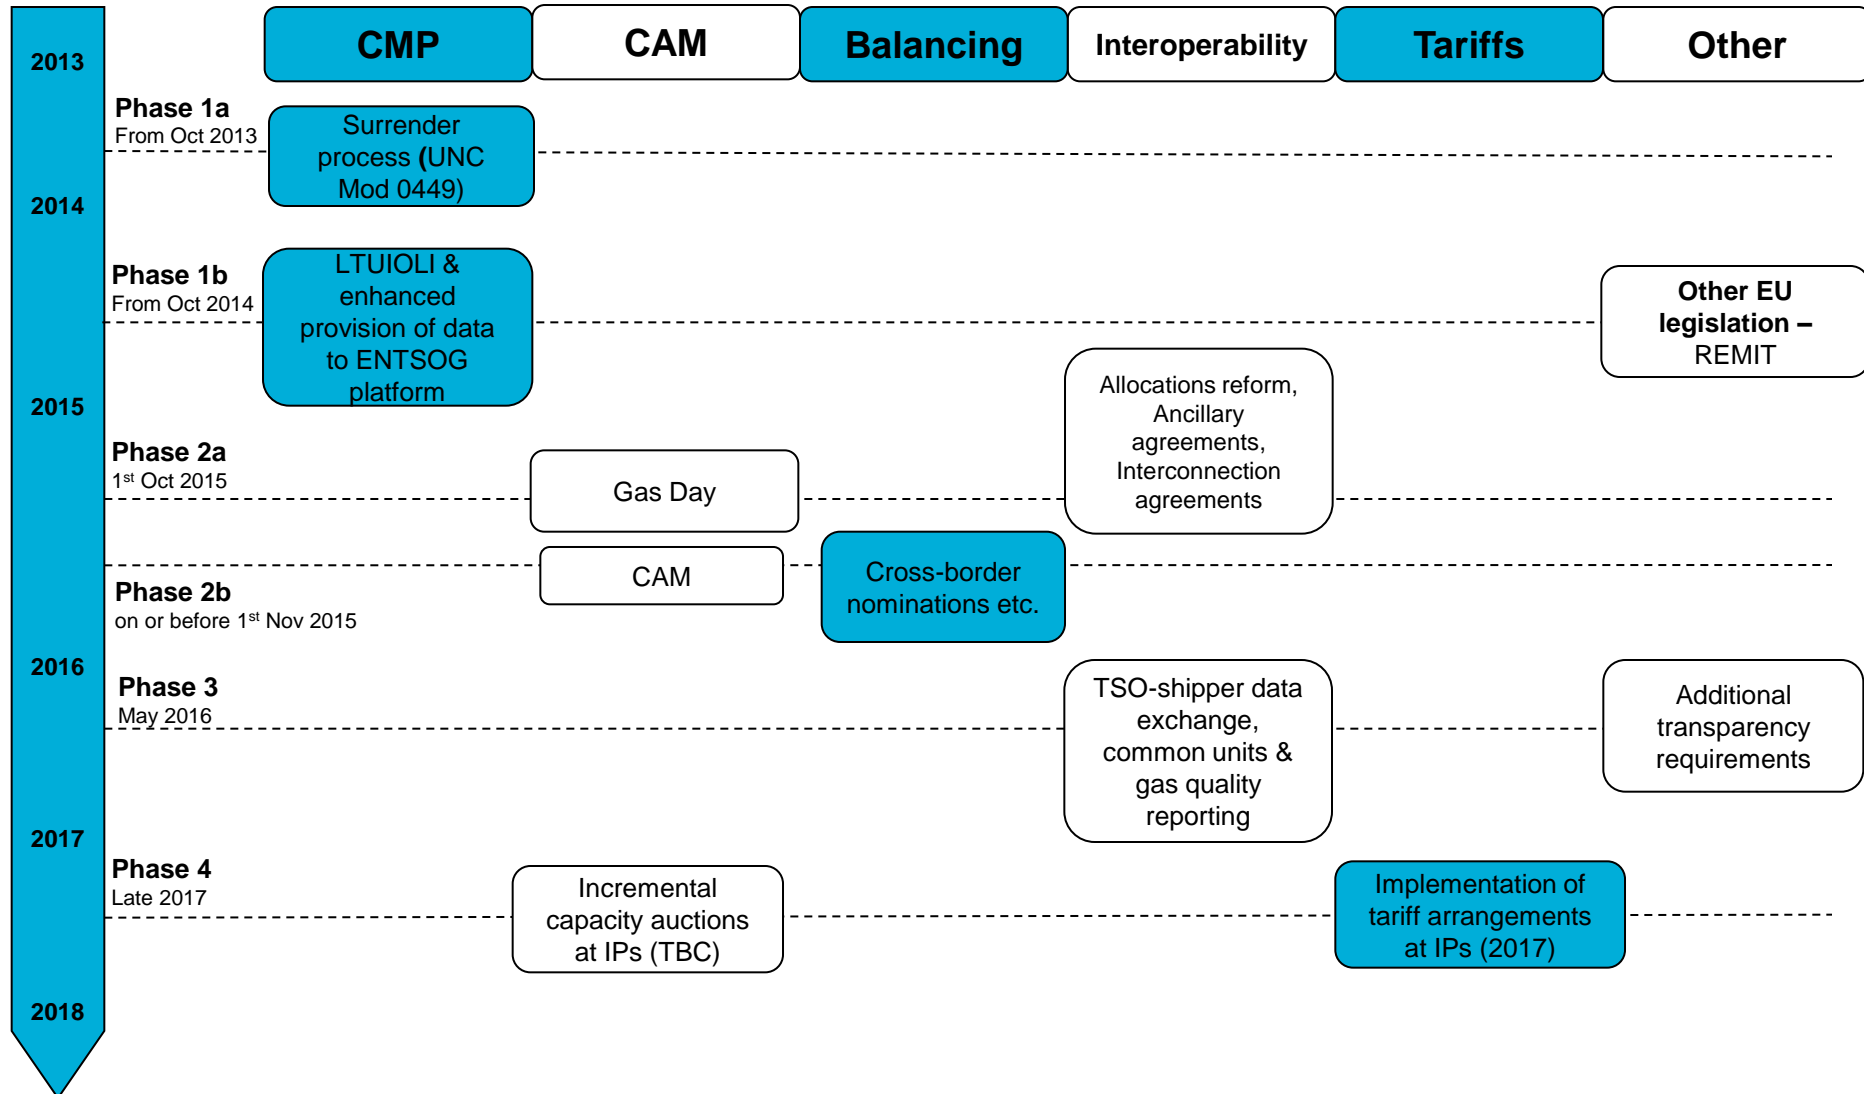 CMP
CAM
Balancing
Interoperability
Tariffs
Other
2013
Phase 1a
From Oct 2013
Surrender
process (UNC
Mod 0449)
2014
Phase 1b
From Oct 2014
LTUIOLI &
enhanced
provision of data
to ENTSOG
platform
Other EU
legislation –
REMIT
2015
Allocations reform,
Ancillary
agreements,
Interconnection
agreements
Phase 2a
1st Oct 2015
Gas Day
CAM
Cross-border
nominations etc.
Phase 2b
on or before 1st Nov 2015
2016
Phase 3
May 2016
TSO-shipper data
exchange,
common units &
gas quality
reporting
Additional
transparency
requirements
2017
Phase 4
Late 2017
Incremental
capacity auctions
at IPs (TBC)
Implementation of
tariff arrangements
at IPs (2017)
2018